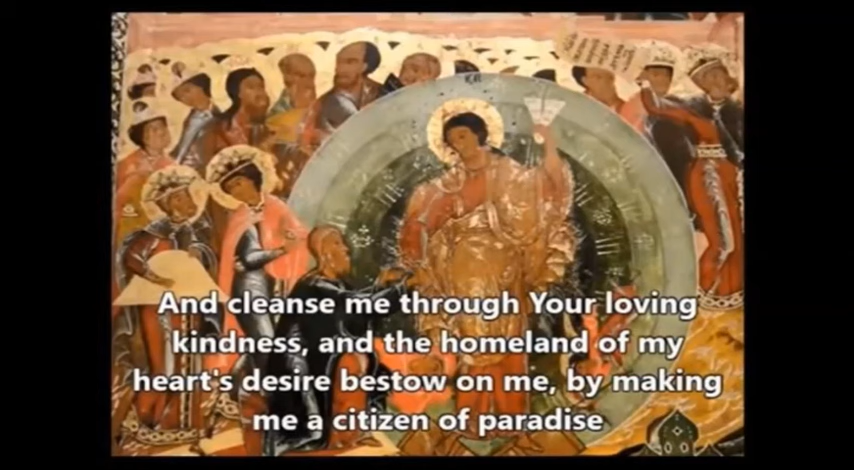 And cleanse me through Your loving
kindness, and the homeland of my
heart's desire bestow on me, by making
me a citizen of paradise